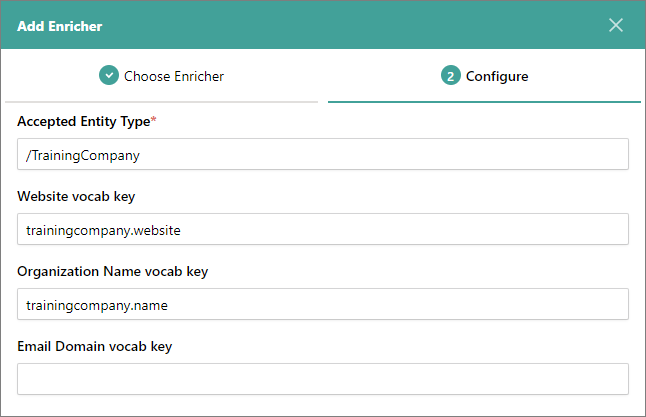 Add Enricher
Choose Enricher
2 Configure
Accepted Entity Type*
/TrainingCompany
Website vocab key
trainingcompany.website
Organization Name vocab key
trainingcompany.name
Email Domain vocab key